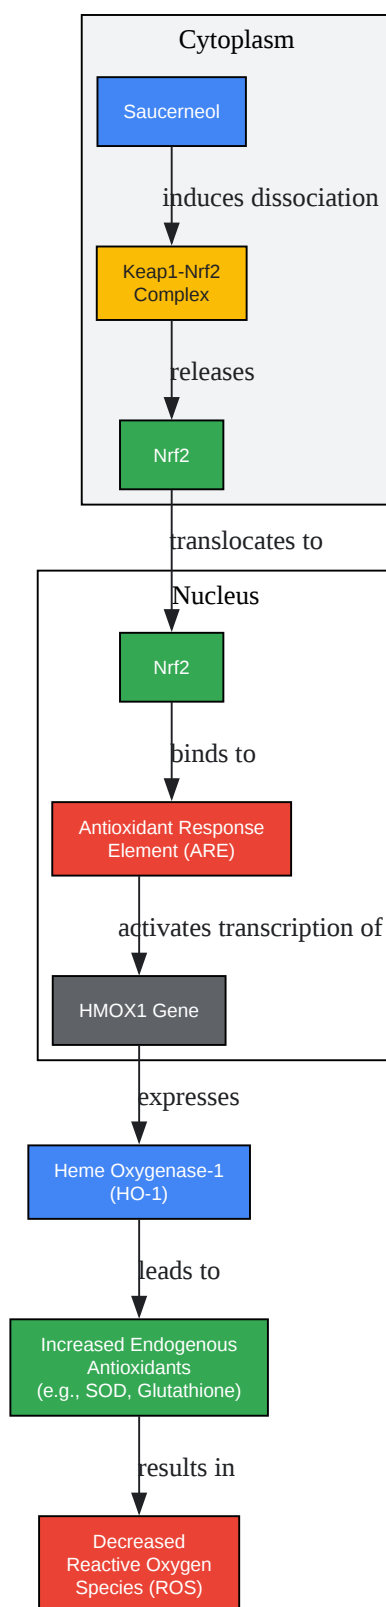 Cytoplasm
Saucerneol
induces dissociation
Keap1-Nrf2
Complex
releases
Nrf2
translocates to
Nucleus
Nrf2
binds to
Antioxidant Response
Element (ARE)
activates transcription of
HMOX1 Gene
expresses
Heme Oxygenase-1
(HO-1)
leads to
Increased Endogenous
Antioxidants
(e.g., SOD, Glutathione)
results in
Decreased
Reactive Oxygen
Species (ROS)